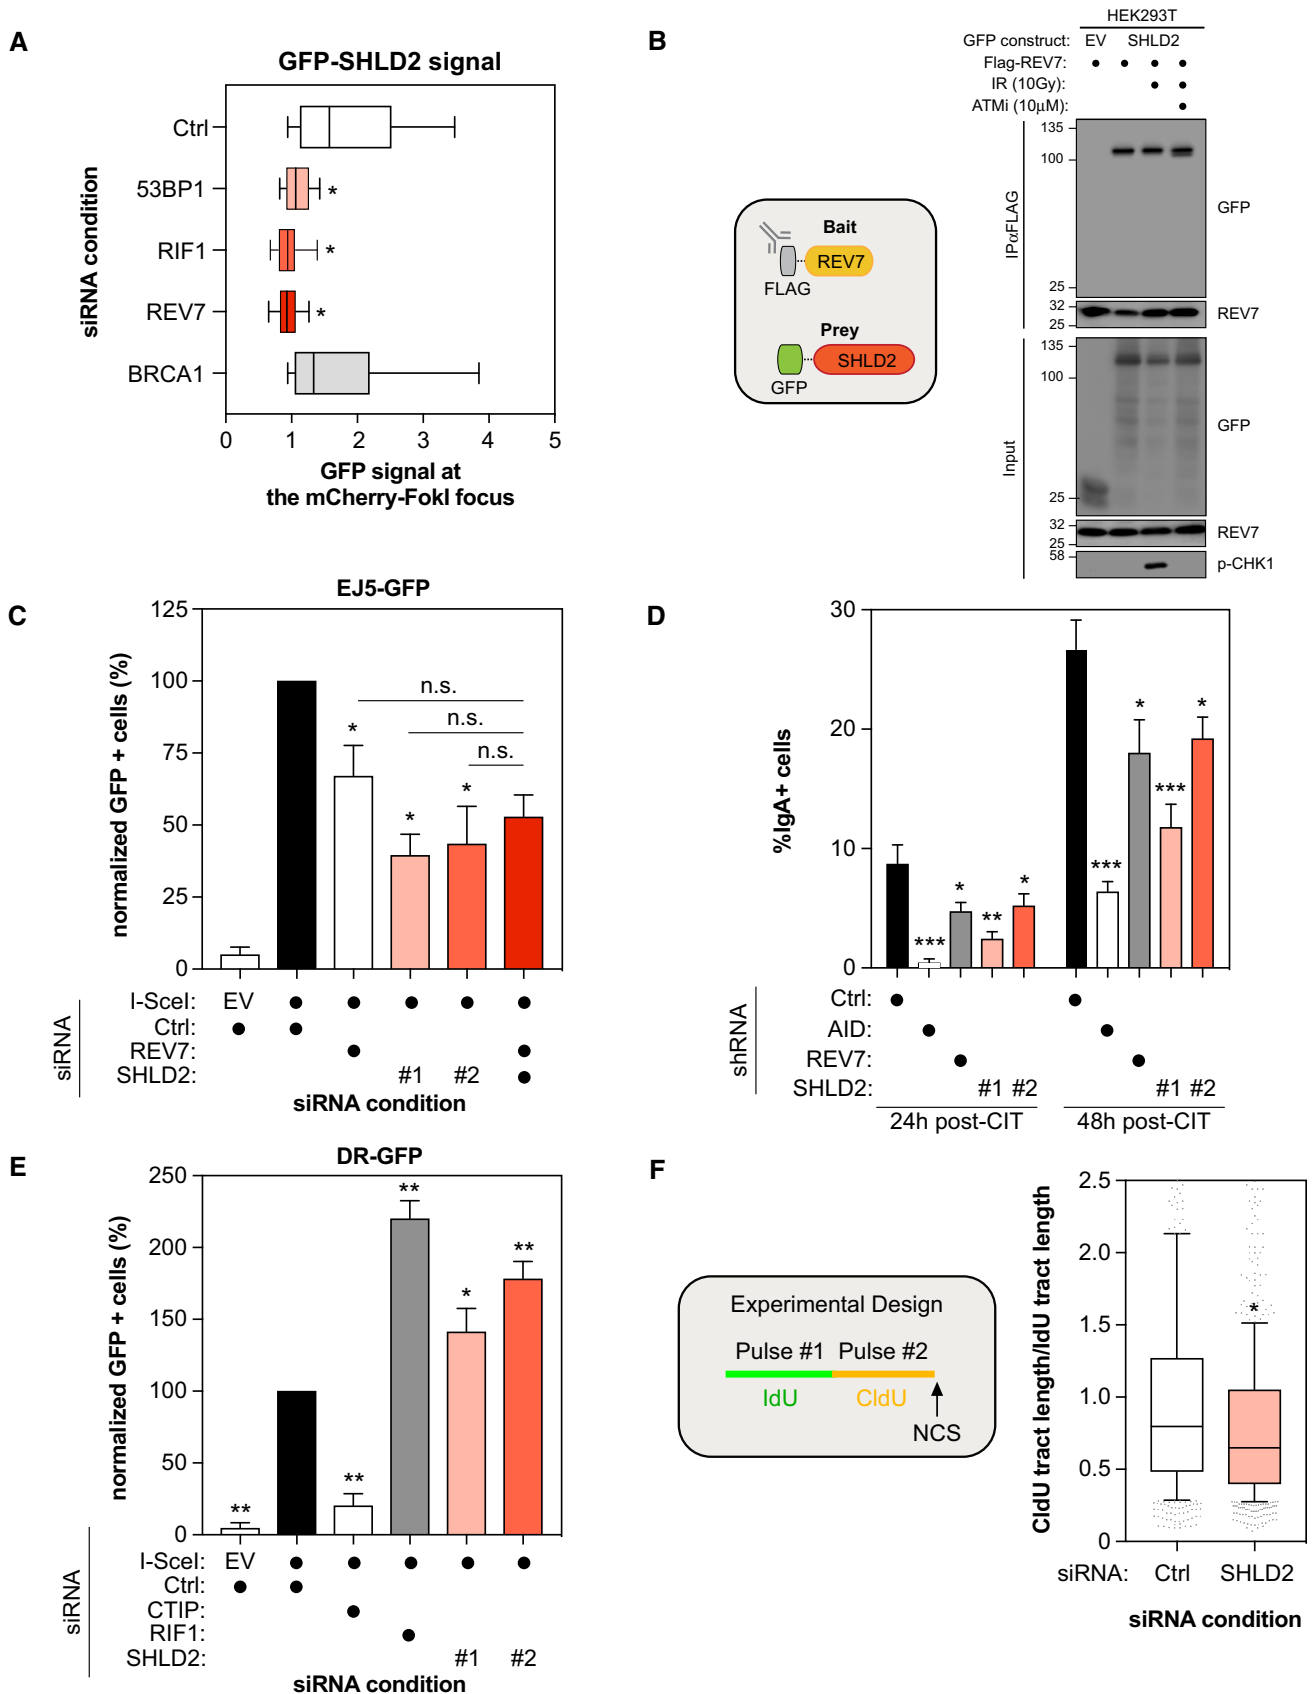 A
GFP-SHLD2 signal
siRNA condition
Ctrl
53BP1
*
RIF1
*
REV7
*
BRCA1
0 1 2 3 4 5
GFP signal at
the mCherry-FokI focus
B
HEK293T
GFP construct: EV SHLD2
Flag-REV7:
IR (10Gy):
ATMi (10μM):
Bait
REV7
FLAG
Prey
SHLD2
GFP
IPαFLAG
135
100
GFP
25
32
REV7
25
Input
135
100
GFP
25
32
REV7
25
58
p-CHK1
C
EJ5-GFP
normalized GFP + cells (%)
125
100
75
50
25
0
n.s.
n.s.
n.s.
* * *
I-SceI: EV
siRNA
Ctrl:
REV7:
SHLD2: #1 #2
siRNA condition
D
%IgA+ cells
30
20
10
0
*** * ** *
*** * *** *
shRNA
Ctrl:
AID:
REV7:
SHLD2: #1 #2 #1 #2
24h post-CIT 48h post-CIT
E
DR-GFP
normalized GFP + cells (%)
250
200
150
100
50
0
** ** ** * **
I-SceI: EV
siRNA
Ctrl:
CTIP:
RIF1:
SHLD2: #1 #2
siRNA condition
F
Experimental Design
Pulse #1 Pulse #2
IdU CldU
NCS
CldU tract length/IdU tract length
2.5
2.0
1.5
1.0
0.5
0
*
siRNA: Ctrl SHLD2
siRNA condition